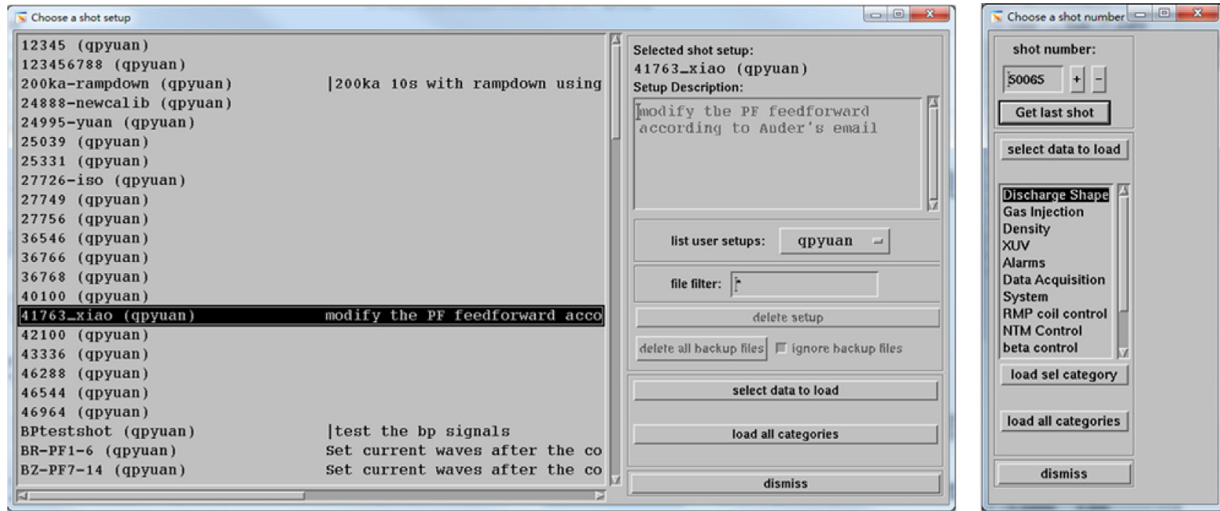 Choose a shot setup
12345 (qpyuan)
123456788 (qpyuan)
200ka-rampdown (qpyuan) |200ka 10s with rampdown using
24888-newcalib (qpyuan)
24995-yuan (qpyuan)
25039 (qpyuan)
25331 (qpyuan)
27726-iso (qpyuan)
27749 (qpyuan)
27756 (qpyuan)
36546 (qpyuan)
36766 (qpyuan)
36768 (qpyuan)
40100 (qpyuan)
41763_xiao (qpyuan) modify the PF feedforward acco
42100 (qpyuan)
43336 (qpyuan)
46288 (qpyuan)
46544 (qpyuan)
46964 (qpyuan)
BPtestshot (qpyuan) |test the bp signals
BR-PF1-6 (qpyuan) Set current waves after the co
BZ-PF7-14 (qpyuan) Set current waves after the co
Selected shot setup:
41763_xiao (qpyuan)
Setup Description:
modify the PF feedforward
according to Auder's email
list user setups: qpyuan
file filter: *
delete setup
delete all backup files ignore backup files
select data to load
load all categories
dismiss
Choose a shot number
shot number:
50065 + -
Get last shot
select data to load
Discharge Shape
Gas Injection
Density
XUV
Alarms
Data Acquisition
System
RMP coil control
NTM Control
beta control
load sel category
load all categories
dismiss